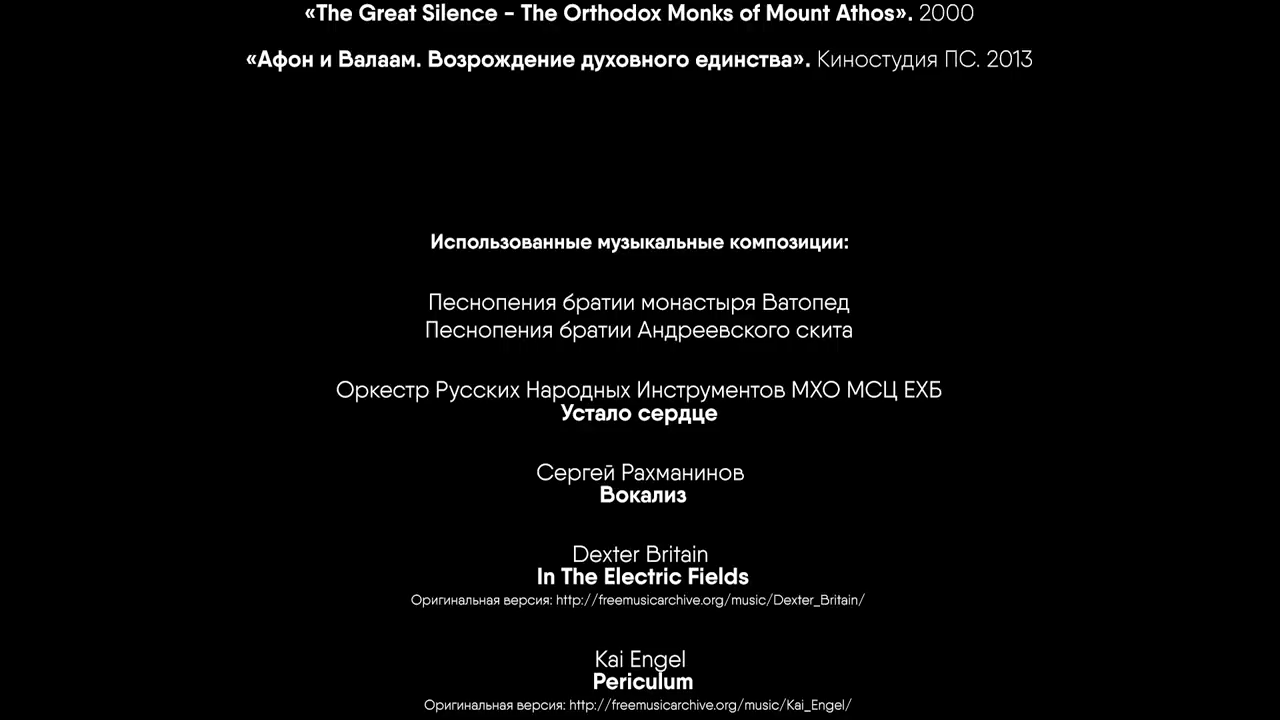 «The Great Silence - The Orthodox Monks of Mount Athos». 2000
«Афон и Валаам. Возрождение духовного единства». Киностудия ПС. 2013
Использованные музыкальные композиции:
Песнопения братии монастыря Ватопед
Песнопения братии Андреевского скита
Оркестр Русских Народных Инструментов МХО МСЦ ЕХБ
Устало сердце
Сергей Рахманинов
Вокализ
Dexter Britain
In The Electric Fields
Оригинальная версия: http://freemusicarchive.org/music/Dexter_Britain/
Kai Engel
Periculum
Оригинальная версия: http://freemusicarchive.org/music/Kai_Engel/